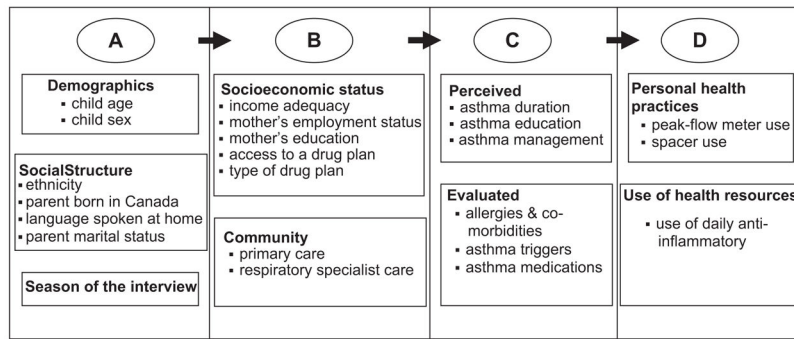 A
Demographics
▪ child age
▪ child sex
SocialStructure
▪ ethnicity
▪ parent born in Canada
▪ language spoken at home
▪ parent marital status
Season of the interview
B
Socioeconomic status
▪ income adequacy
▪ mother's employment status
▪ mother's education
▪ access to a drug plan
▪ type of drug plan
Community
▪ primary care
▪ respiratory specialist care
C
Perceived
▪ asthma duration
▪ asthma education
▪ asthma management
Evaluated
▪ allergies & co-
morbidities
▪ asthma triggers
▪ asthma medications
D
Personal health
practices
▪ peak-flow meter use
▪ spacer use
Use of health resources
▪ use of daily anti-
inflammatory